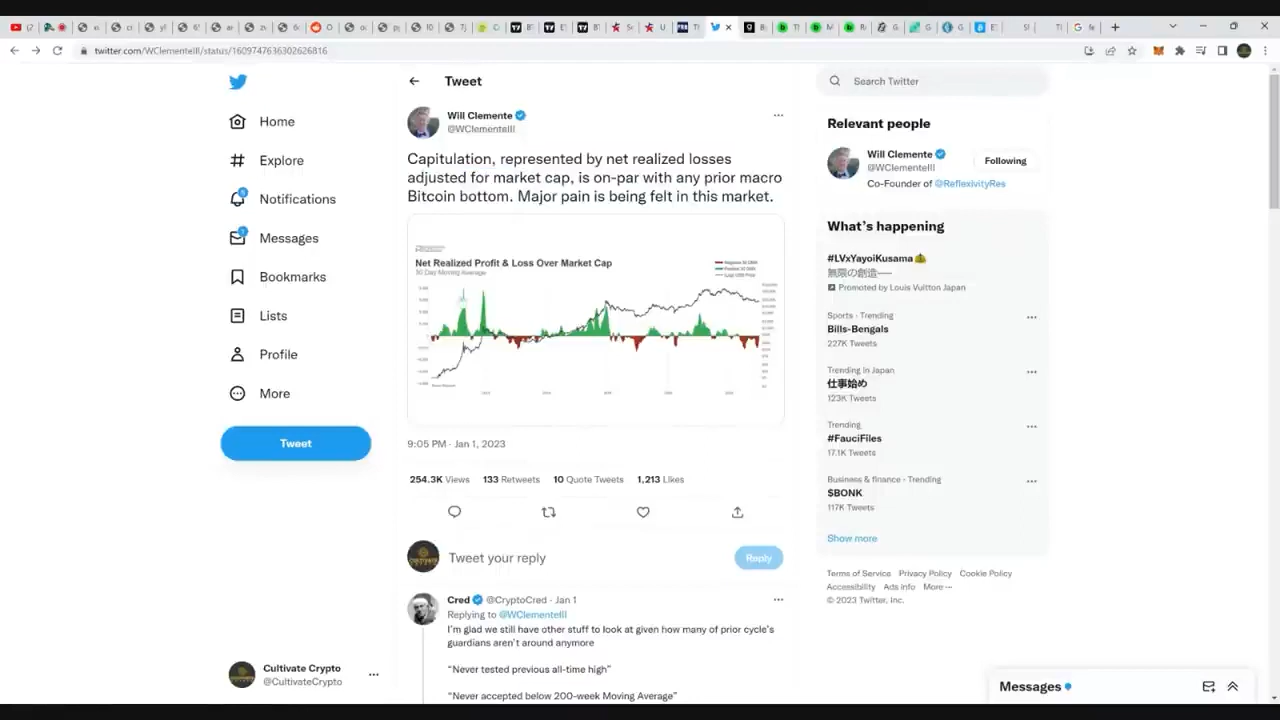 twitter.com/WClementeIII/status/1609747636302626816
Home
Explore
Notifications
Messages
Bookmarks
Lists
Profile
More
Tweet
Cultivate Crypto
@CultivateCrypto
Tweet
Will Clemente
@WClementeIII
Capitulation, represented by net realized losses
adjusted for market cap, is on-par with any prior macro
Bitcoin bottom. Major pain is being felt in this market.
Net Realized Profit & Loss Over Market Cap
30 Day Moving Average
9:05 PM · Jan 1, 2023
254.3K Views 133 Retweets 10 Quote Tweets 1,213 Likes
Tweet your reply
Reply
Cred @CryptoCred · Jan 1
Replying to @WClementeIII
I'm glad we still have other stuff to look at given how many of prior cycle's
guardians aren't around anymore
"Never tested previous all-time high"
"Never accepted below 200-week Moving Average"
Search Twitter
Relevant people
Will Clemente
@WClementeIII
Following
Co-Founder of @ReflexivityRes
What's happening
#LVxYayoiKusama
無限の創造
Promoted by Louis Vuitton Japan
Sports · Trending
Bills-Bengals
227K Tweets
Trending in Japan
仕事始め
123K Tweets
Trending
#FauciFiles
17.1K Tweets
Business & finance · Trending
$BONK
117K Tweets
Show more
Terms of Service Privacy Policy Cookie Policy
Accessibility Ads info More ···
© 2023 Twitter, Inc.
Messages